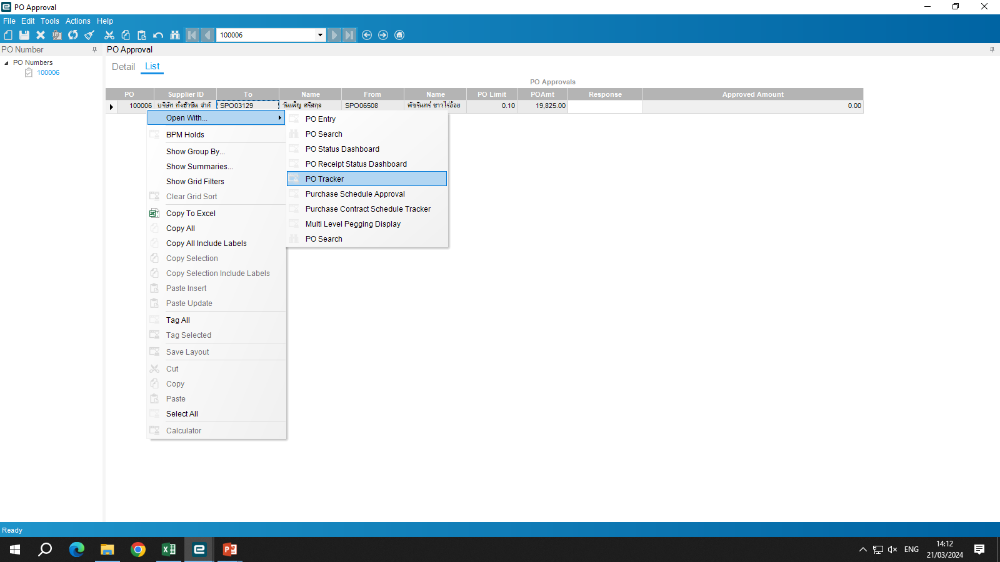 PO Approval
File Edit Tools Actions Help
100006
PO Number
PO Approval
PO Numbers
100006
Detail List
PO Approvals
PO Supplier ID To Name From Name PO Limit POAmt Response Approved Amount
100006 บริษัท ทั้งฮั่วซิน จำกั SPO03129 วันเพ็ญ ศรีสกุล SPO06508 พัชรินทร์ ชาวไร่อ้อย 0.10 19,825.00 0.00
Open With...
BPM Holds
Show Group By...
Show Summaries...
Show Grid Filters
Clear Grid Sort
Copy To Excel
Copy All
Copy All Include Labels
Copy Selection
Copy Selection Include Labels
Paste Insert
Paste Update
Tag All
Tag Selected
Save Layout
Cut
Copy
Paste
Select All
Calculator
PO Entry
PO Search
PO Status Dashboard
PO Receipt Status Dashboard
PO Tracker
Purchase Schedule Approval
Purchase Contract Schedule Tracker
Multi Level Pegging Display
PO Search
Ready
ENG
14:12
21/03/2024